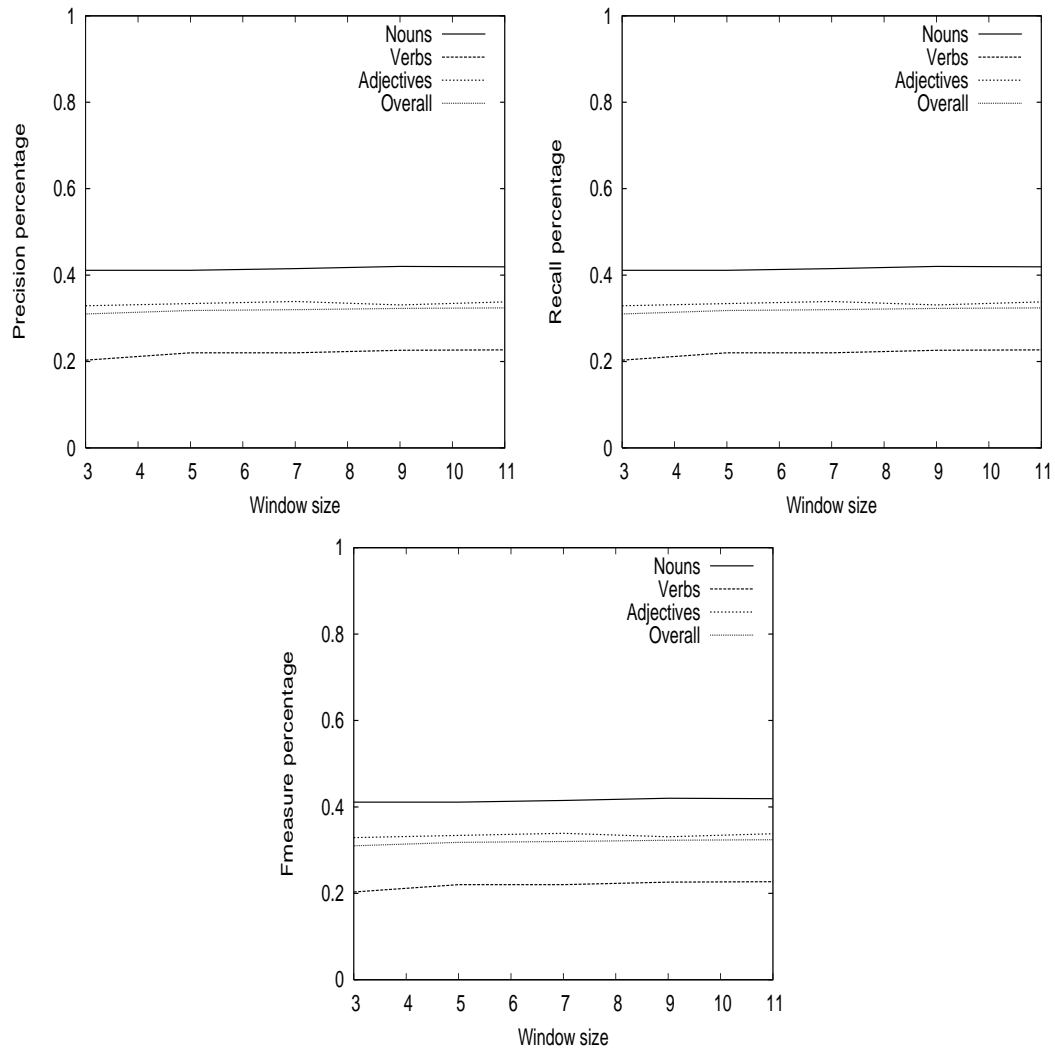 Precision percentage
1
0.8
0.6
0.4
0.2
0
Nouns
Verbs
Adjectives
Overall
3 4 5 6 7 8 9 10 11
Window size
Recall percentage
1
0.8
0.6
0.4
0.2
0
Nouns
Verbs
Adjectives
Overall
3 4 5 6 7 8 9 10 11
Window size
Fmeasure percentage
1
0.8
0.6
0.4
0.2
0
Nouns
Verbs
Adjectives
Overall
3 4 5 6 7 8 9 10 11
Window size